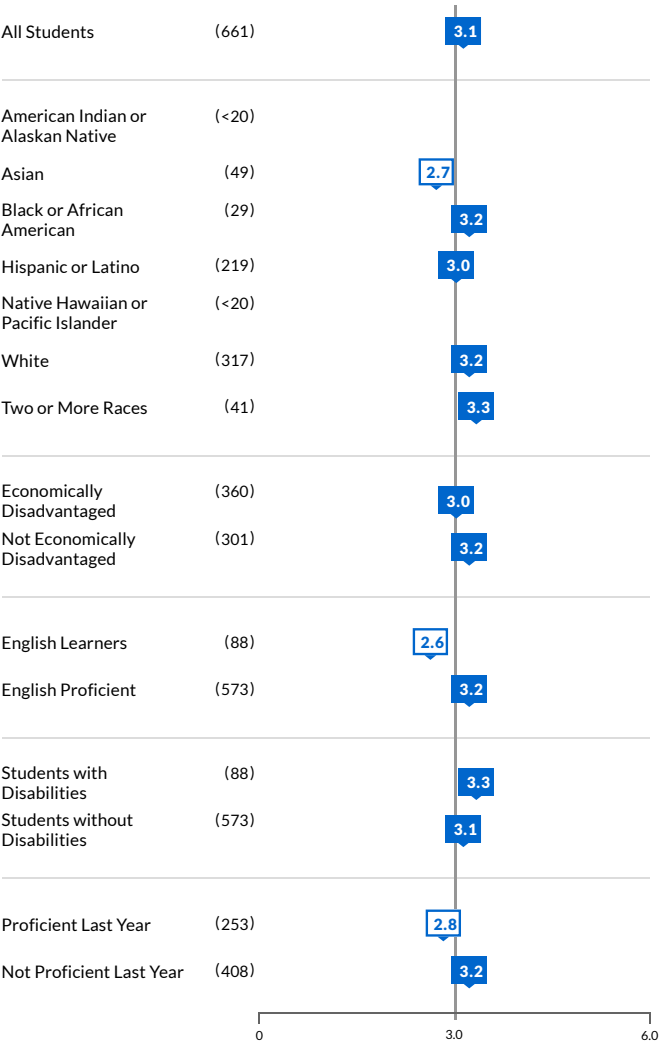 All Students (661) 3.1
American Indian or (<20)
Alaskan Native
Asian (49) 2.7
Black or African (29) 3.2
American
Hispanic or Latino (219) 3.0
Native Hawaiian or (<20)
Pacific Islander
White (317) 3.2
Two or More Races (41) 3.3
Economically (360) 3.0
Disadvantaged
Not Economically (301) 3.2
Disadvantaged
English Learners (88) 2.6
English Proficient (573) 3.2
Students with (88) 3.3
Disabilities
Students without (573) 3.1
Disabilities
Proficient Last Year (253) 2.8
Not Proficient Last Year (408) 3.2
0 3.0 6.0